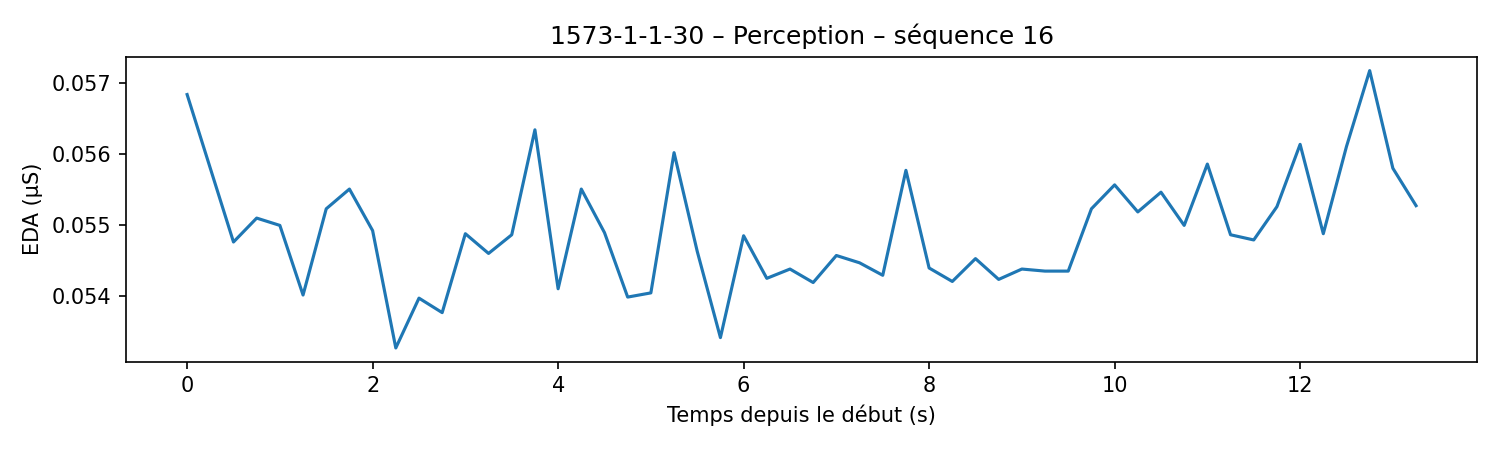 1573-1-1-30 – Perception – séquence 16
EDA (µS)
0.057
0.056
0.055
0.054
0 2 4 6 8 10 12
Temps depuis le début (s)